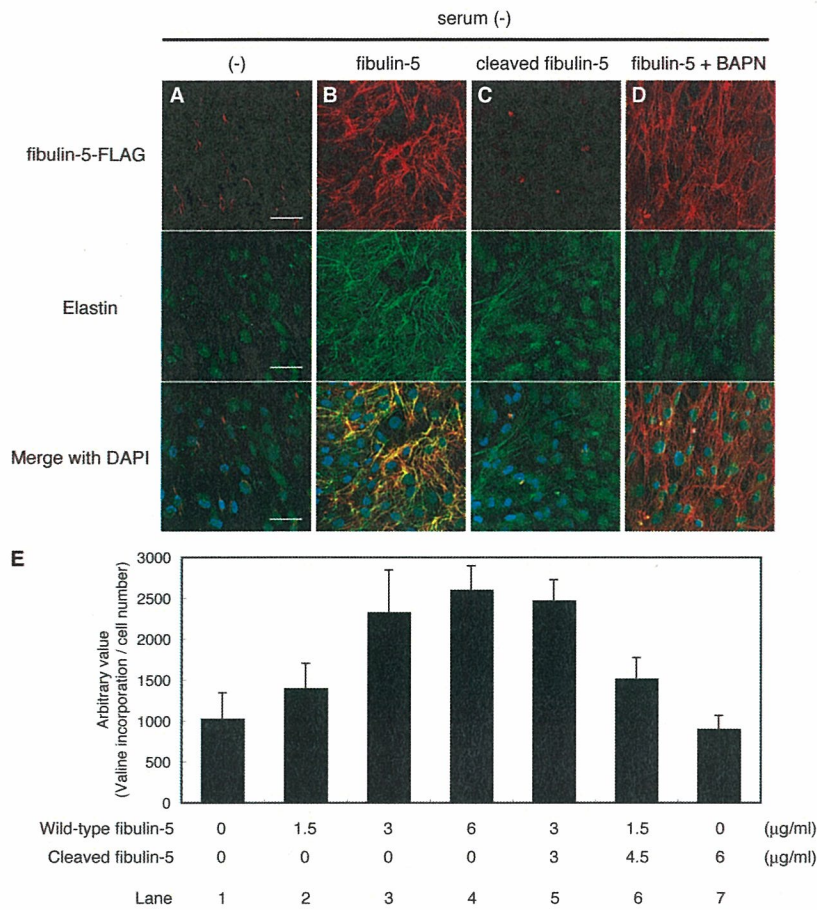 serum (-)
(-) fibulin-5 cleaved fibulin-5 fibulin-5 + BAPN
A B C D
fibulin-5-FLAG
Elastin
Merge with DAPI
E
3000
2500
2000
1500
1000
500
0
Arbitrary value
(Valine incorporation / cell number)
Wild-type fibulin-5 0 1.5 3 6 3 1.5 0 (μg/ml)
Cleaved fibulin-5 0 0 0 0 3 4.5 6 (μg/ml)
Lane 1 2 3 4 5 6 7